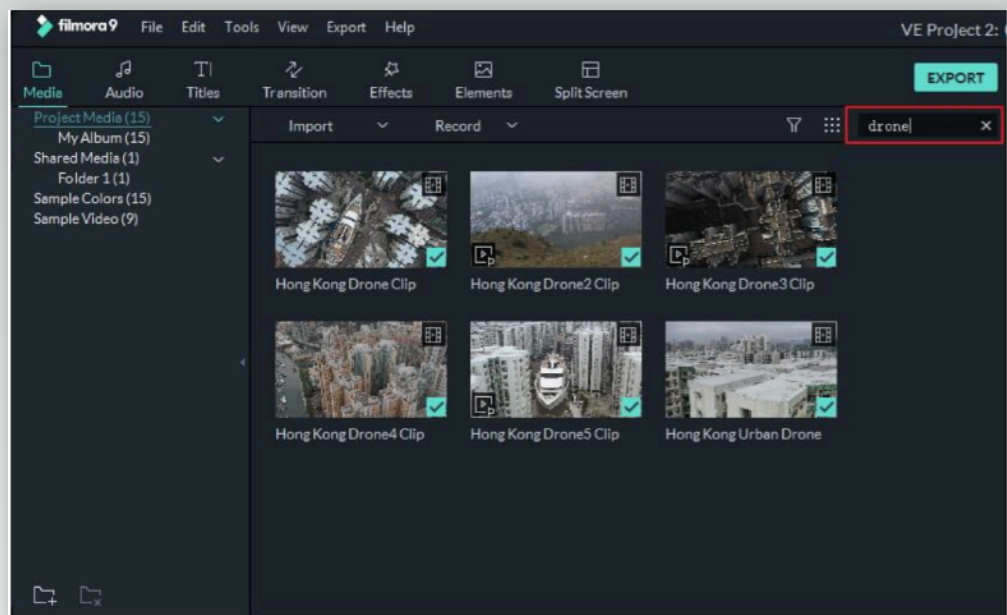 filmora9 File Edit Tools View Export Help VE Project 2:
Media Audio Titles Transition Effects Elements Split Screen EXPORT
Project Media (15)
My Album (15)
Shared Media (1)
Folder 1 (1)
Sample Colors (15)
Sample Video (9)
Import Record drone
Hong Kong Drone Clip Hong Kong Drone2 Clip Hong Kong Drone3 Clip
Hong Kong Drone4 Clip Hong Kong Drone5 Clip Hong Kong Urban Drone